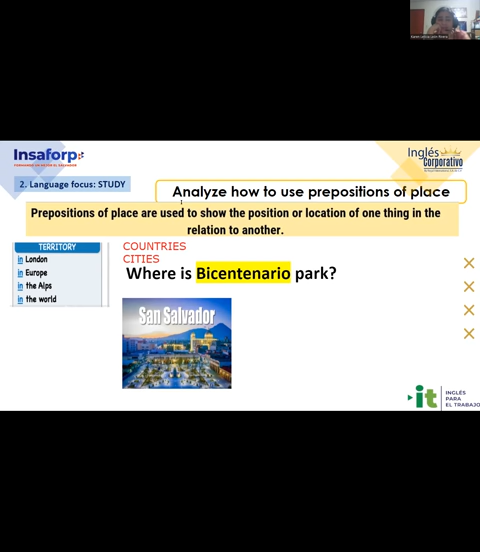 Insaforp
Inglés
Corporativo
2. Language focus: STUDY
Analyze how to use prepositions of place
Prepositions of place are used to show the position or location of one thing in the
relation to another.
TERRITORY
in London
in Europe
in the Alps
in the world
COUNTRIES
CITIES
Where is Bicentenario park?
San Salvador
it
INGLÉS
PARA
EL TRABAJO